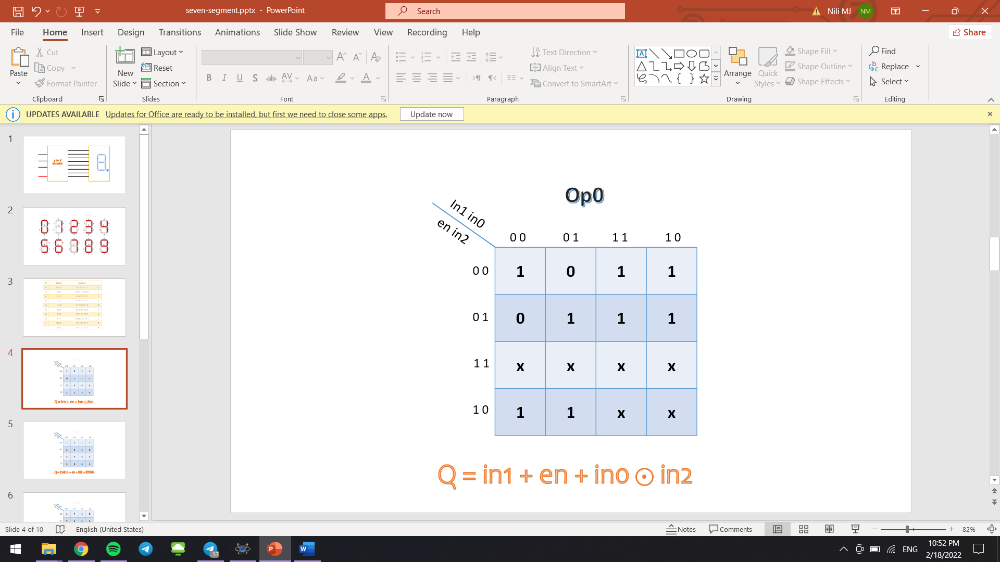 seven-segment.pptx - PowerPoint
Search
Nili MJ
NM
File Home Insert Design Transitions Animations Slide Show Review View Recording Help
Share
Paste
Cut
Copy
Format Painter
Clipboard
New Slide
Layout
Reset
Section
Slides
Font
Text Direction
Align Text
Convert to SmartArt
Paragraph
Arrange
Quick Styles
Shape Fill
Shape Outline
Shape Effects
Drawing
Find
Replace
Select
Editing
UPDATES AVAILABLE Updates for Office are ready to be installed, but first we need to close some apps. Update now
1
2
3
4
5
6
Op0
In1 in0
en in2
0 0 0 1 1 1 1 0
0 0 1 0 1 1
0 1 0 1 1 1
1 1 x x x x
1 0 1 1 x x
Q = in1 + en + in0 ⊙ in2
Slide 4 of 10 English (United States) Notes Comments 82%
ENG
10:52 PM
2/18/2022